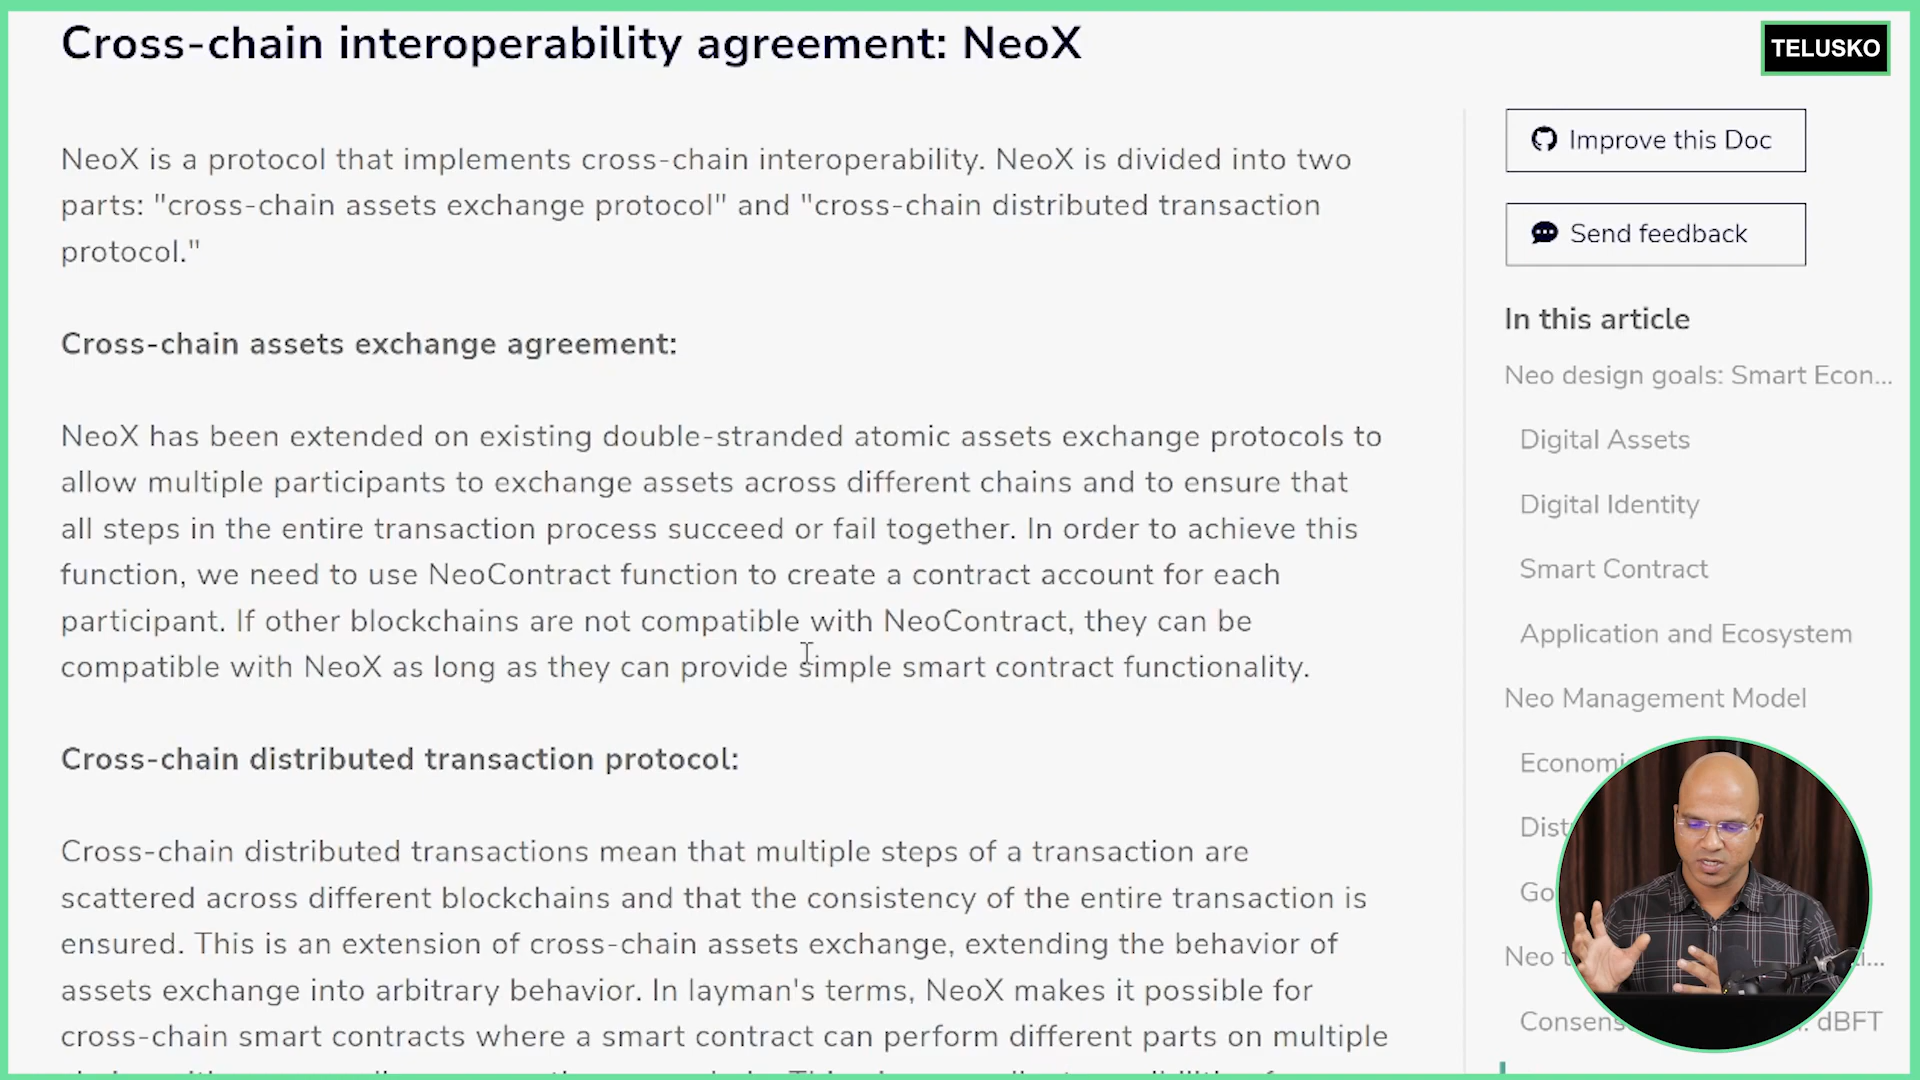 Cross-chain interoperability agreement: NeoX
TELUSKO
NeoX is a protocol that implements cross-chain interoperability. NeoX is divided into two
parts: "cross-chain assets exchange protocol" and "cross-chain distributed transaction
protocol."
Cross-chain assets exchange agreement:
NeoX has been extended on existing double-stranded atomic assets exchange protocols to
allow multiple participants to exchange assets across different chains and to ensure that
all steps in the entire transaction process succeed or fail together. In order to achieve this
function, we need to use NeoContract function to create a contract account for each
participant. If other blockchains are not compatible with NeoContract, they can be
compatible with NeoX as long as they can provide simple smart contract functionality.
Cross-chain distributed transaction protocol:
Cross-chain distributed transactions mean that multiple steps of a transaction are
scattered across different blockchains and that the consistency of the entire transaction is
ensured. This is an extension of cross-chain assets exchange, extending the behavior of
assets exchange into arbitrary behavior. In layman's terms, NeoX makes it possible for
cross-chain smart contracts where a smart contract can perform different parts on multiple
Improve this Doc
Send feedback
In this article
Neo design goals: Smart Econ...
Digital Assets
Digital Identity
Smart Contract
Application and Ecosystem
Neo Management Model
Neo
dBFT